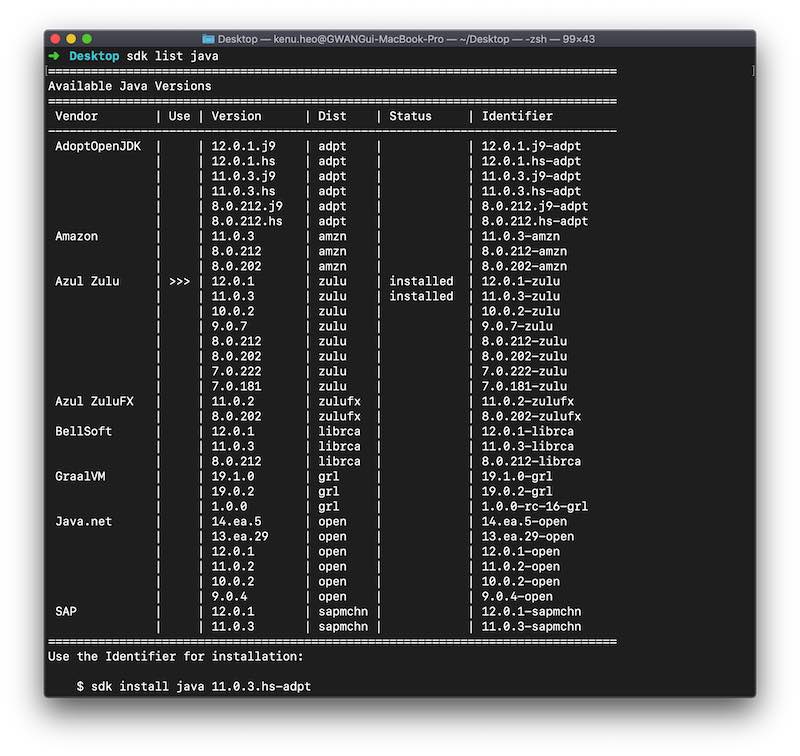 Desktop — kenu.heo@GWANGui-MacBook-Pro — ~/Desktop — -zsh — 99×43
➜ Desktop sdk list java
================================================================================
Available Java Versions
================================================================================
Vendor | Use | Version | Dist | Status | Identifier
--------------------------------------------------------------------------------
AdoptOpenJDK | | 12.0.1.j9 | adpt | | 12.0.1.j9-adpt
| | 12.0.1.hs | adpt | | 12.0.1.hs-adpt
| | 11.0.3.j9 | adpt | | 11.0.3.j9-adpt
| | 11.0.3.hs | adpt | | 11.0.3.hs-adpt
| | 8.0.212.j9 | adpt | | 8.0.212.j9-adpt
| | 8.0.212.hs | adpt | | 8.0.212.hs-adpt
Amazon | | 11.0.3 | amzn | | 11.0.3-amzn
| | 8.0.212 | amzn | | 8.0.212-amzn
| | 8.0.202 | amzn | | 8.0.202-amzn
Azul Zulu | >>> | 12.0.1 | zulu | installed | 12.0.1-zulu
| | 11.0.3 | zulu | installed | 11.0.3-zulu
| | 10.0.2 | zulu | | 10.0.2-zulu
| | 9.0.7 | zulu | | 9.0.7-zulu
| | 8.0.212 | zulu | | 8.0.212-zulu
| | 8.0.202 | zulu | | 8.0.202-zulu
| | 7.0.222 | zulu | | 7.0.222-zulu
| | 7.0.181 | zulu | | 7.0.181-zulu
Azul ZuluFX | | 11.0.2 | zulufx | | 11.0.2-zulufx
| | 8.0.202 | zulufx | | 8.0.202-zulufx
BellSoft | | 12.0.1 | librca | | 12.0.1-librca
| | 11.0.3 | librca | | 11.0.3-librca
| | 8.0.212 | librca | | 8.0.212-librca
GraalVM | | 19.1.0 | grl | | 19.1.0-grl
| | 19.0.2 | grl | | 19.0.2-grl
| | 1.0.0 | grl | | 1.0.0-rc-16-grl
Java.net | | 14.ea.5 | open | | 14.ea.5-open
| | 13.ea.29 | open | | 13.ea.29-open
| | 12.0.1 | open | | 12.0.1-open
| | 11.0.2 | open | | 11.0.2-open
| | 10.0.2 | open | | 10.0.2-open
| | 9.0.4 | open | | 9.0.4-open
SAP | | 12.0.1 | sapmchn | | 12.0.1-sapmchn
| | 11.0.3 | sapmchn | | 11.0.3-sapmchn
================================================================================
Use the Identifier for installation:
$ sdk install java 11.0.3.hs-adpt